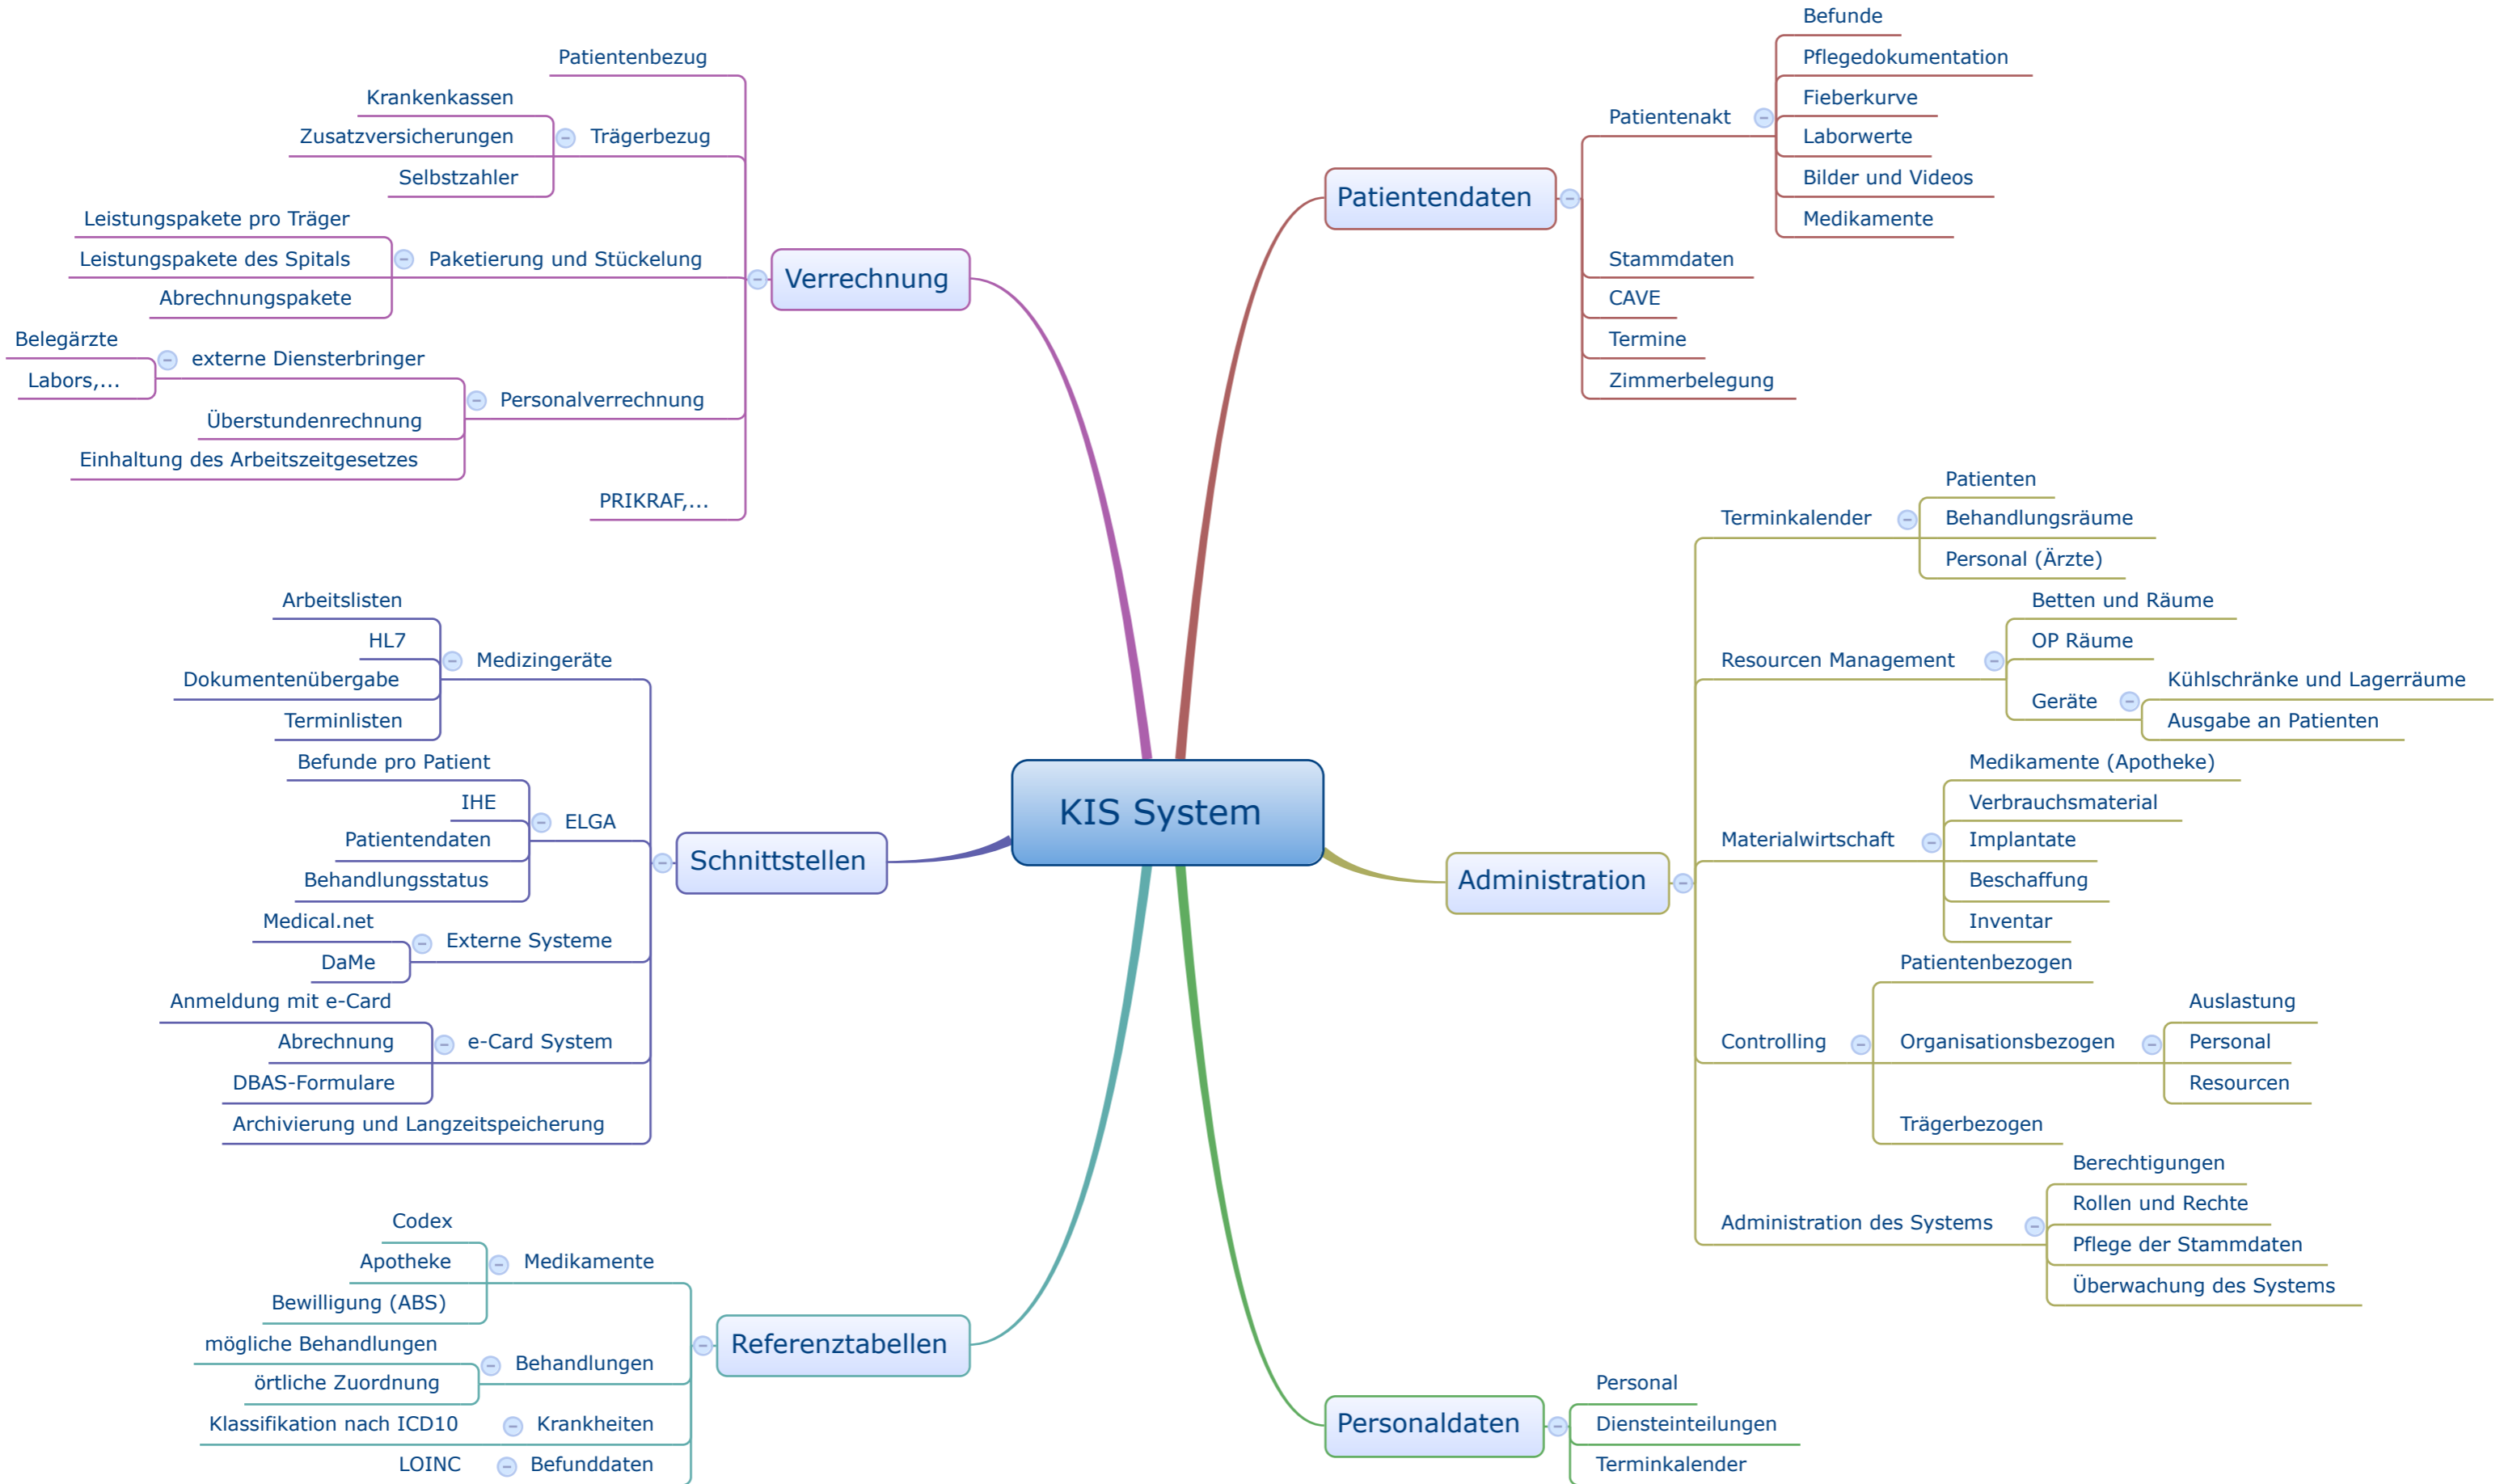 KIS System
Patientendaten
Patientenakt
Befunde
Pflegedokumentation
Fieberkurve
Laborwerte
Bilder und Videos
Medikamente
Stammdaten
CAVE
Termine
Zimmerbelegung
Administration
Terminkalender
Patienten
Behandlungsräume
Personal (Ärzte)
Resourcen Management
Betten und Räume
OP Räume
Geräte
Kühlschränke und Lagerräume
Ausgabe an Patienten
Materialwirtschaft
Medikamente (Apotheke)
Verbrauchsmaterial
Implantate
Beschaffung
Inventar
Controlling
Patientenbezogen
Organisationsbezogen
Auslastung
Personal
Resourcen
Trägerbezogen
Administration des Systems
Berechtigungen
Rollen und Rechte
Pflege der Stammdaten
Überwachung des Systems
Personaldaten
Personal
Diensteinteilungen
Terminkalender
Verrechnung
Patientenbezug
Trägerbezug
Krankenkassen
Zusatzversicherungen
Selbstzahler
Paketierung und Stückelung
Leistungspakete pro Träger
Leistungspakete des Spitals
Abrechnungspakete
Personalverrechnung
externe Diensterbringer
Belegärzte
Labors,...
Überstundenrechnung
Einhaltung des Arbeitszeitgesetzes
PRIKRAF,...
Schnittstellen
Medizingeräte
Arbeitslisten
HL7
Dokumentenübergabe
Terminlisten
ELGA
Befunde pro Patient
IHE
Patientendaten
Behandlungsstatus
Externe Systeme
Medical.net
DaMe
e-Card System
Anmeldung mit e-Card
Abrechnung
DBAS-Formulare
Archivierung und Langzeitspeicherung
Referenztabellen
Medikamente
Codex
Apotheke
Bewilligung (ABS)
Behandlungen
mögliche Behandlungen
örtliche Zuordnung
Krankheiten
Klassifikation nach ICD10
Befunddaten
LOINC